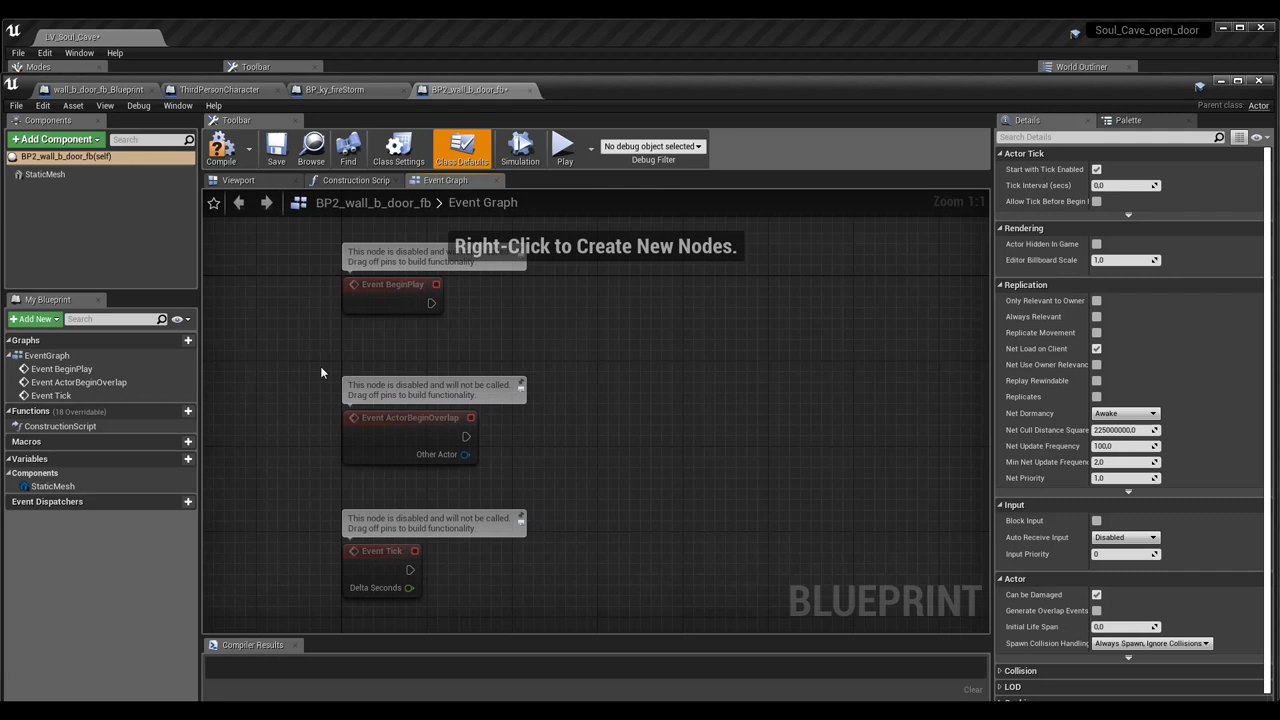 LV_Soul_Cave*
Soul_Cave_open_door
File Edit Window Help
Modes
Toolbar
World Outliner
wall_b_door_fb_Blueprint
ThirdPersonCharacter
BP_ky_fireStorm
BP2_wall_b_door_fb*
File Edit Asset View Debug Window Help
Parent class: Actor
Components
Toolbar
Details
Palette
+ Add Component
Search
Search Details
BP2_wall_b_door_fb(self)
StaticMesh
Compile
Save
Browse
Find
Class Settings
Class Defaults
Simulation
Play
No debug object selected
Debug Filter
Viewport
Construction Scrip
Event Graph
BP2_wall_b_door_fb > Event Graph
Zoom 1:1
Right-Click to Create New Nodes.
This node is disabled and w
Drag off pins to build functionality.
Event BeginPlay
This node is disabled and will not be called.
Drag off pins to build functionality.
Event ActorBeginOverlap
Other Actor
This node is disabled and will not be called.
Drag off pins to build functionality.
Event Tick
Delta Seconds
BLUEPRINT
My Blueprint
+ Add New
Search
Graphs
EventGraph
Event BeginPlay
Event ActorBeginOverlap
Event Tick
Functions (18 Overridable)
ConstructionScript
Macros
Variables
Components
StaticMesh
Event Dispatchers
Compiler Results
Clear
Actor Tick
Start with Tick Enabled
Tick Interval (secs) 0,0
Allow Tick Before Begin
Rendering
Actor Hidden In Game
Editor Billboard Scale 1,0
Replication
Only Relevant to Owner
Always Relevant
Replicate Movement
Net Load on Client
Net Use Owner Relevanc
Replay Rewindable
Replicates
Net Dormancy Awake
Net Cull Distance Square 225000000,0
Net Update Frequency 100,0
Min Net Update Frequen 2,0
Net Priority 1,0
Input
Block Input
Auto Receive Input Disabled
Input Priority 0
Actor
Can be Damaged
Generate Overlap Events
Initial Life Span 0,0
Spawn Collision Handling Always Spawn, Ignore Collisions
Collision
LOD